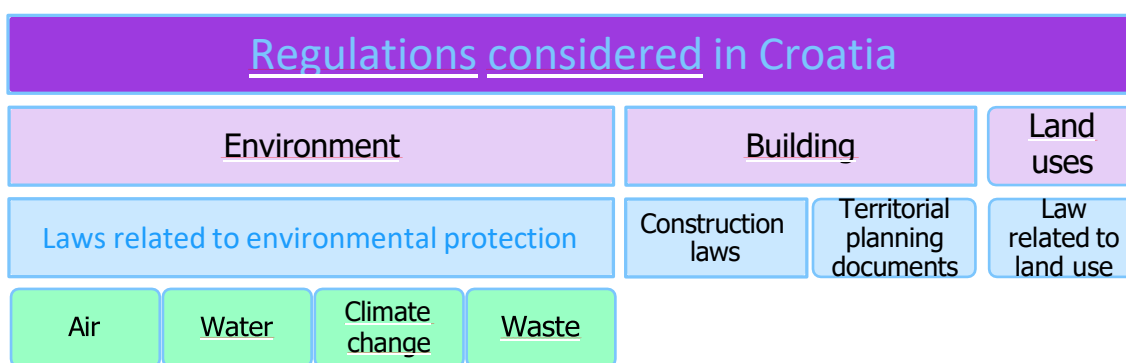 Regulations considered in Croatia
Environment
Building
Land
uses
Laws related to environmental protection
Construction
laws
Territorial
planning
documents
Law
related to
land use
Air
Water
Climate
change
Waste